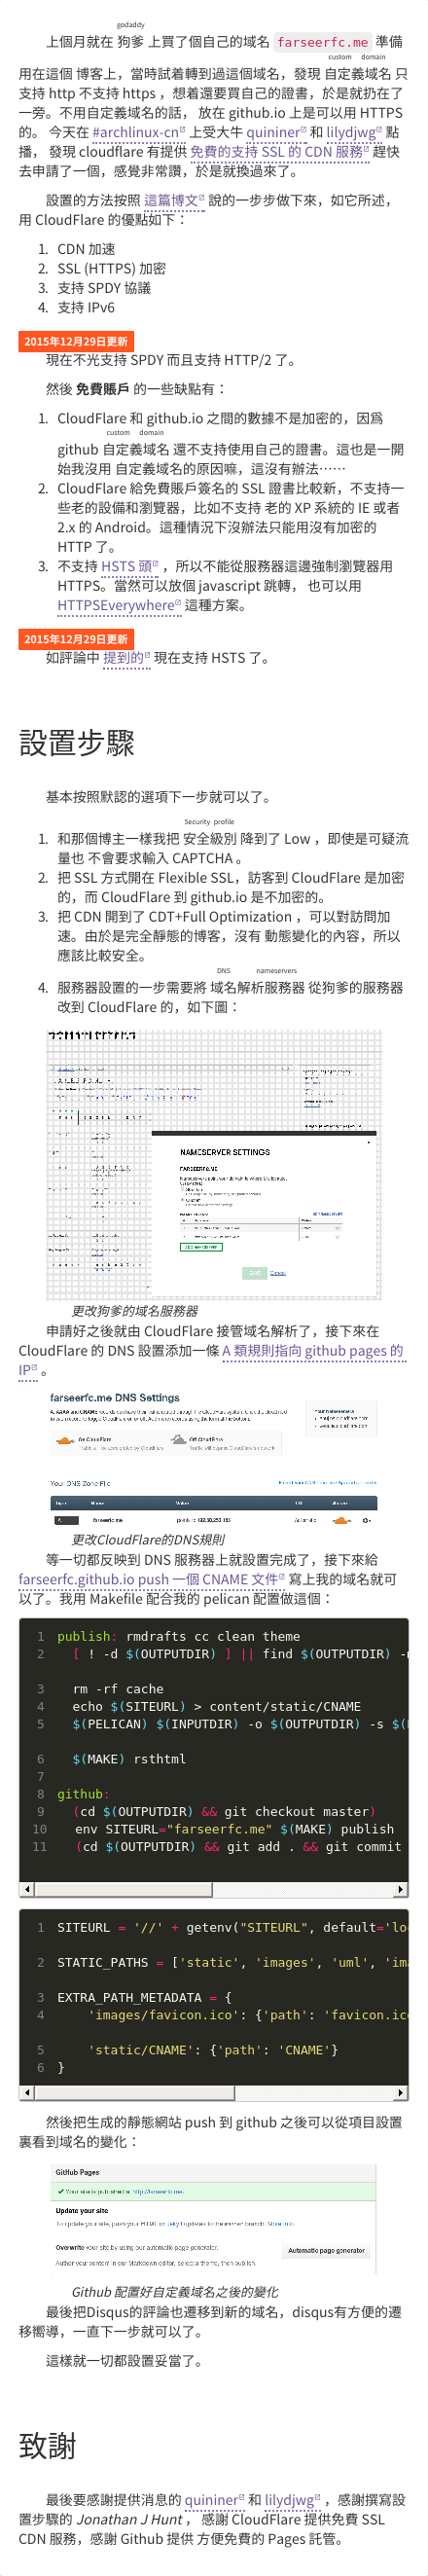 godaddy
上個月就在 狗爹 上買了個自己的域名 farseerfc.me 準備
custom domain
用在這個 博客上，當時試着轉到過這個域名，發現 自定義域名 只
支持 http 不支持 https ，想着還要買自己的證書，於是就扔在了
一旁。不用自定義域名的話， 放在 github.io 上是可以用 HTTPS
的。 今天在 #archlinux-cn 上受大牛 quininer 和 lilydjwg 點
播， 發現 cloudflare 有提供 免費的支持 SSL 的 CDN 服務 趕快
去申請了一個，感覺非常讚，於是就換過來了。
設置的方法按照 這篇博文 說的一步步做下來，如它所述，
用 CloudFlare 的優點如下：
1. CDN 加速
2. SSL (HTTPS) 加密
3. 支持 SPDY 協議
4. 支持 IPv6
2015年12月29日更新
現在不光支持 SPDY 而且支持 HTTP/2 了。
然後 免費賬戶 的一些缺點有：
1. CloudFlare 和 github.io 之間的數據不是加密的，因爲
custom domain
github 自定義域名 還不支持使用自己的證書。這也是一開
始我沒用 自定義域名的原因嘛，這沒有辦法……
2. CloudFlare 給免費賬戶簽名的 SSL 證書比較新，不支持一
些老的設備和瀏覽器，比如不支持 老的 XP 系統的 IE 或者
2.x 的 Android。這種情況下沒辦法只能用沒有加密的
HTTP 了。
3. 不支持 HSTS 頭 ，所以不能從服務器這邊強制瀏覽器用
HTTPS。當然可以放個 javascript 跳轉， 也可以用
HTTPSEverywhere 這種方案。
2015年12月29日更新
如評論中 提到的 現在支持 HSTS 了。
設置步驟
基本按照默認的選項下一步就可以了。
Security profile
1. 和那個博主一樣我把 安全級別 降到了 Low ，即使是可疑流
量也 不會要求輸入 CAPTCHA 。
2. 把 SSL 方式開在 Flexible SSL，訪客到 CloudFlare 是加密
的，而 CloudFlare 到 github.io 是不加密的。
3. 把 CDN 開到了 CDT+Full Optimization ，可以對訪問加
速。由於是完全靜態的博客，沒有 動態變化的內容，所以
應該比較安全。
DNS nameservers
4. 服務器設置的一步需要將 域名解析服務器 從狗爹的服務器
改到 CloudFlare 的，如下圖：
NAMESERVER SETTINGS
FARSEERFC.ME
更改狗爹的域名服務器
申請好之後就由 CloudFlare 接管域名解析了，接下來在
CloudFlare 的 DNS 設置添加一條 A 類規則指向 github pages 的
IP 。
farseerfc.me DNS Settings
Your DNS Zone File
更改CloudFlare的DNS規則
等一切都反映到 DNS 服務器上就設置完成了，接下來給
farseerfc.github.io push 一個 CNAME 文件 寫上我的域名就可
以了。我用 Makefile 配合我的 pelican 配置做這個：
1 publish: rmdrafts cc clean theme
2 [ ! -d $(OUTPUTDIR) ] || find $(OUTPUTDIR)
3 rm -rf cache
4 echo $(SITEURL) > content/static/CNAME
5 $(PELICAN) $(INPUTDIR) -o $(OUTPUTDIR) -s
6 $(MAKE) rsthtml
7
8 github:
9 (cd $(OUTPUTDIR) && git checkout master)
10 env SITEURL="farseerfc.me" $(MAKE) publish
11 (cd $(OUTPUTDIR) && git add . && git commit
1 SITEURL = '//' + getenv("SITEURL", default=
2 STATIC_PATHS = ['static', 'images', 'uml',
3 EXTRA_PATH_METADATA = {
4 'images/favicon.ico': {'path':
5 'static/CNAME': {'path': 'CNAME'}
6 }
然後把生成的靜態網站 push 到 github 之後可以從項目設置
裏看到域名的變化：
GitHub Pages
Your site is published at http://farseerfc.me.
Update your site
Overwrite your site by using our automatic page generator.
Automatic page generator
Author your content in our Markdown editor, select a theme, then publish.
Github 配置好自定義域名之後的變化
最後把Disqus的評論也遷移到新的域名，disqus有方便的遷
移嚮導，一直下一步就可以了。
這樣就一切都設置妥當了。
致謝
最後要感謝提供消息的 quininer 和 lilydjwg ，感謝撰寫設
置步驟的 Jonathan J Hunt ， 感謝 CloudFlare 提供免費 SSL
CDN 服務，感謝 Github 提供 方便免費的 Pages 託管。